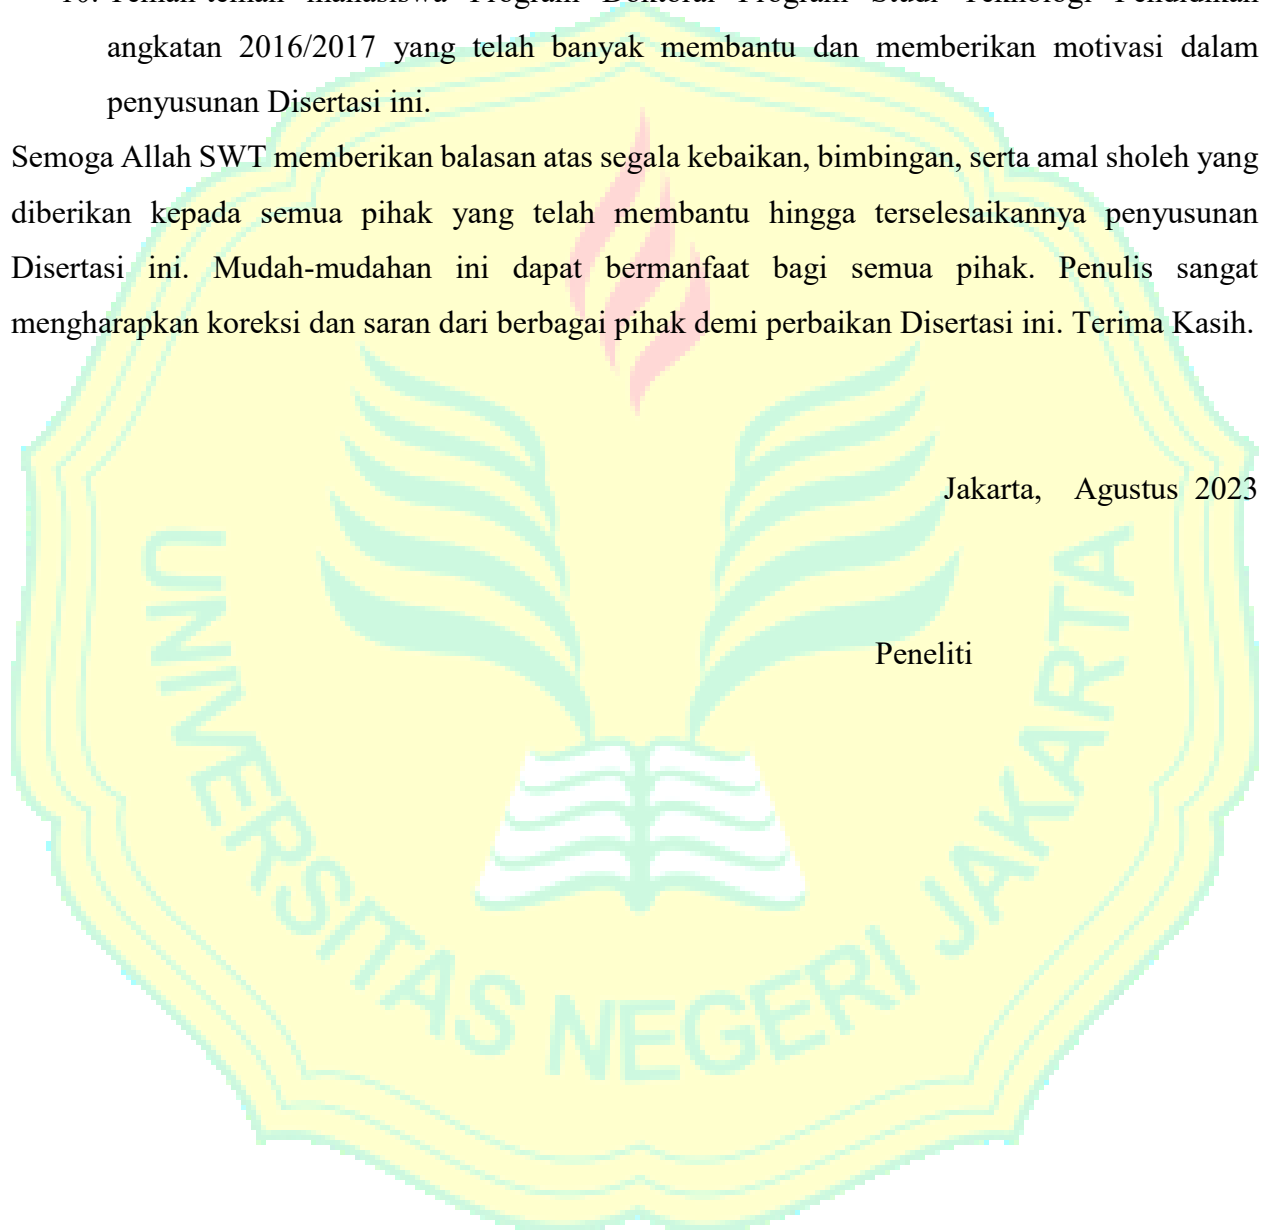 10. Teman-teman mahasiswa Program Doktoral Program Studi Teknologi Pendidikan
angkatan 2016/2017 yang telah banyak membantu dan memberikan motivasi dalam
penyusunan Disertasi ini.
Semoga Allah SWT memberikan balasan atas segala kebaikan, bimbingan, serta amal sholeh yang
diberikan kepada semua pihak yang telah membantu hingga terselesaikannya penyusunan
Disertasi ini. Mudah-mudahan ini dapat bermanfaat bagi semua pihak. Penulis sangat
mengharapkan koreksi dan saran dari berbagai pihak demi perbaikan Disertasi ini. Terima Kasih.
Jakarta, Agustus 2023
Peneliti
UNIVERSITAS NEGERI JAKARTA